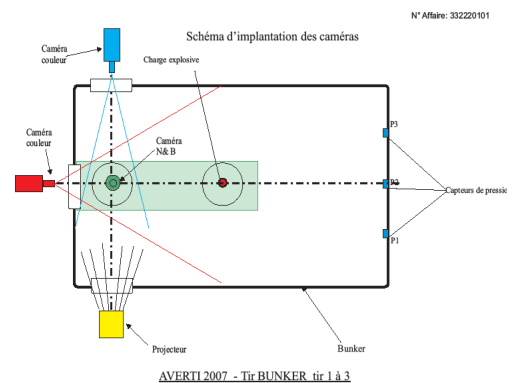 N° Affaire: 332220101
Schéma d'implantation des caméras
Caméra
couleur
Charge explosive
P3
Caméra
couleur
Caméra
N& B
P2
Capteurs de pressio
P1
Projecteur
Bunker
AVERTI 2007 - Tir BUNKER tir 1 à 3